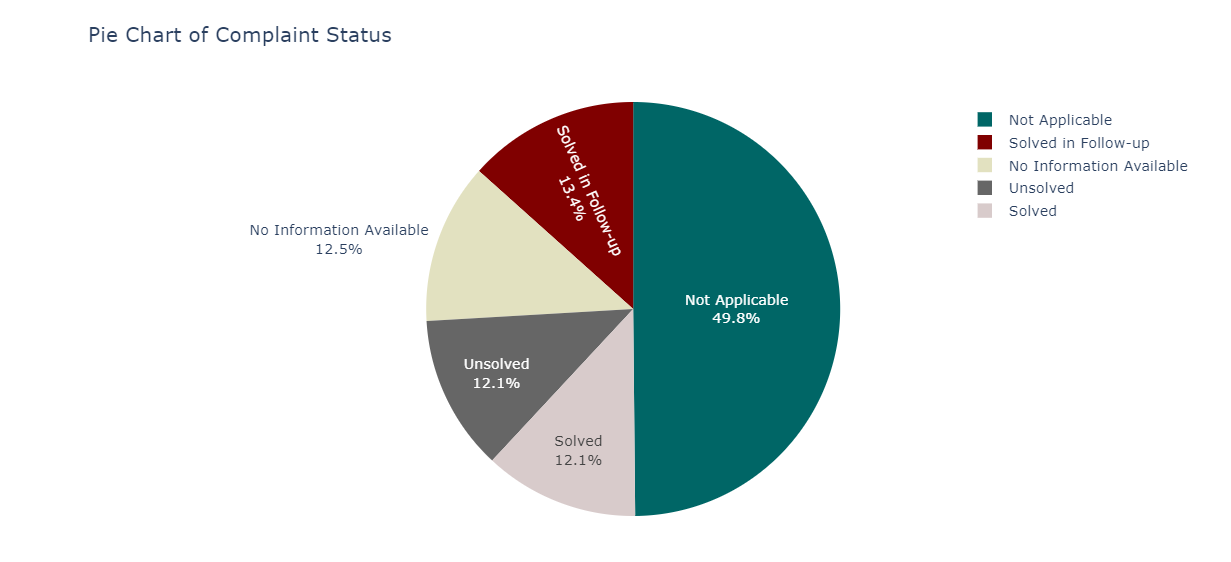 Pie Chart of Complaint Status
Solved in Follow-up
13.4%
No Information Available
12.5%
Not Applicable
49.8%
Unsolved
12.1%
Solved
12.1%
Not Applicable
Solved in Follow-up
No Information Available
Unsolved
Solved